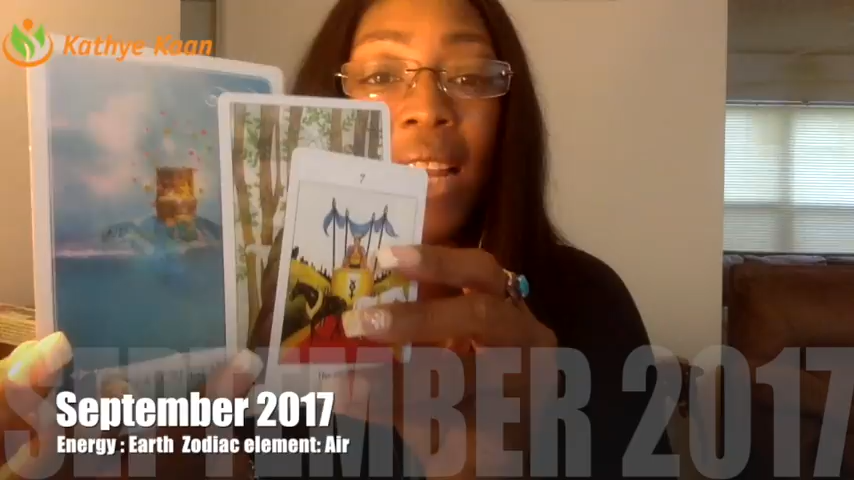 Kathye Kaan
7
SEPTEMBER 2017
September 2017
Energy : Earth Zodiac element: Air